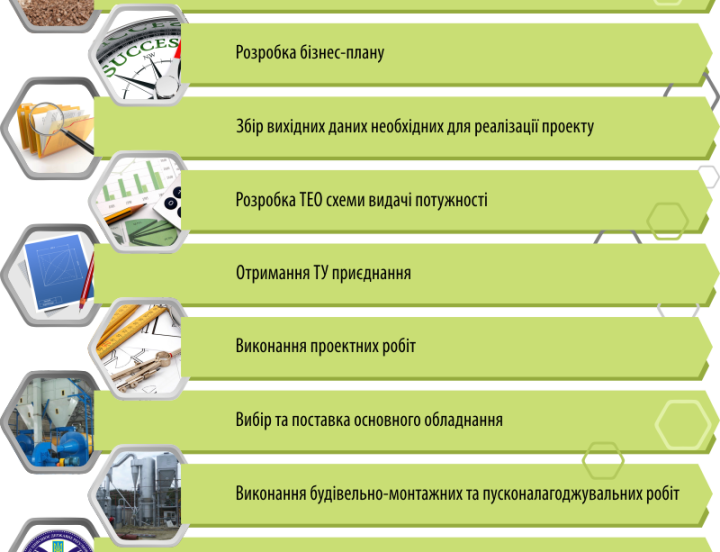 SUCCESS
NW
Розробка бізнес-плану
Збір вихідних даних необхідних для реалізації проекту
Розробка ТЕО схеми видачі потужності
Отримання ТУ приєднання
Виконання проектних робіт
Вибір та поставка основного обладнання
Виконання будівельно-монтажних та пусконалагоджувальних робіт